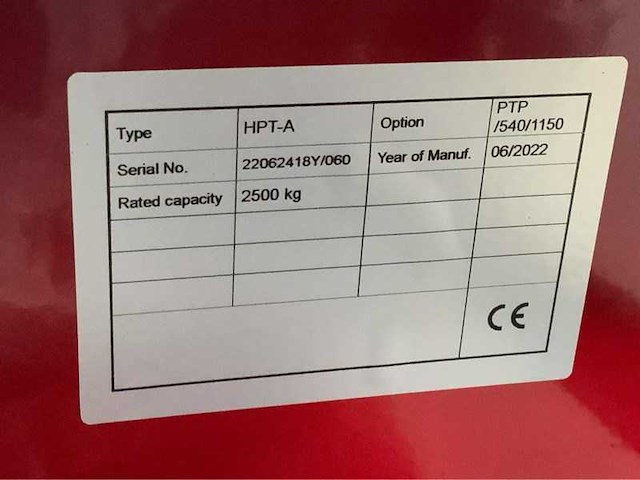 Type HPT-A Option PTP /540/1150
Serial No. 22062418Y/060 Year of Manuf. 06/2022
Rated capacity 2500 kg
CE